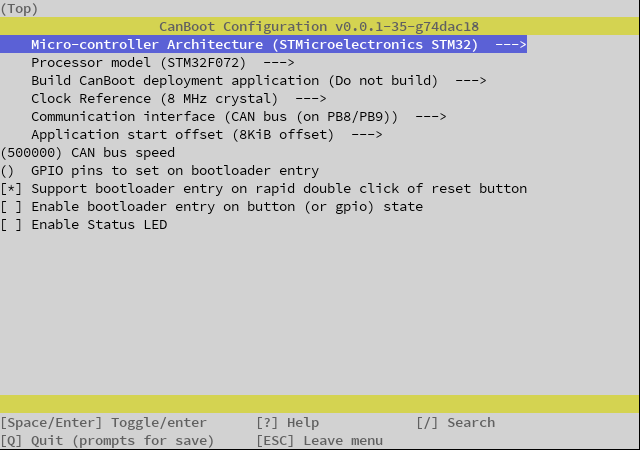 (Top)
CanBoot Configuration v0.0.1-35-g74dac18
Micro-controller Architecture (STMicroelectronics STM32)  --->
Processor model (STM32F072)  --->
Build CanBoot deployment application (Do not build)  --->
Clock Reference (8 MHz crystal)  --->
Communication interface (CAN bus (on PB8/PB9))  --->
Application start offset (8KiB offset)  --->
(500000) CAN bus speed
()  GPIO pins to set on bootloader entry
[*] Support bootloader entry on rapid double click of reset button
[ ] Enable bootloader entry on button (or gpio) state
[ ] Enable Status LED
[Space/Enter] Toggle/enter      [?] Help              [/] Search
[Q] Quit (prompts for save)     [ESC] Leave menu